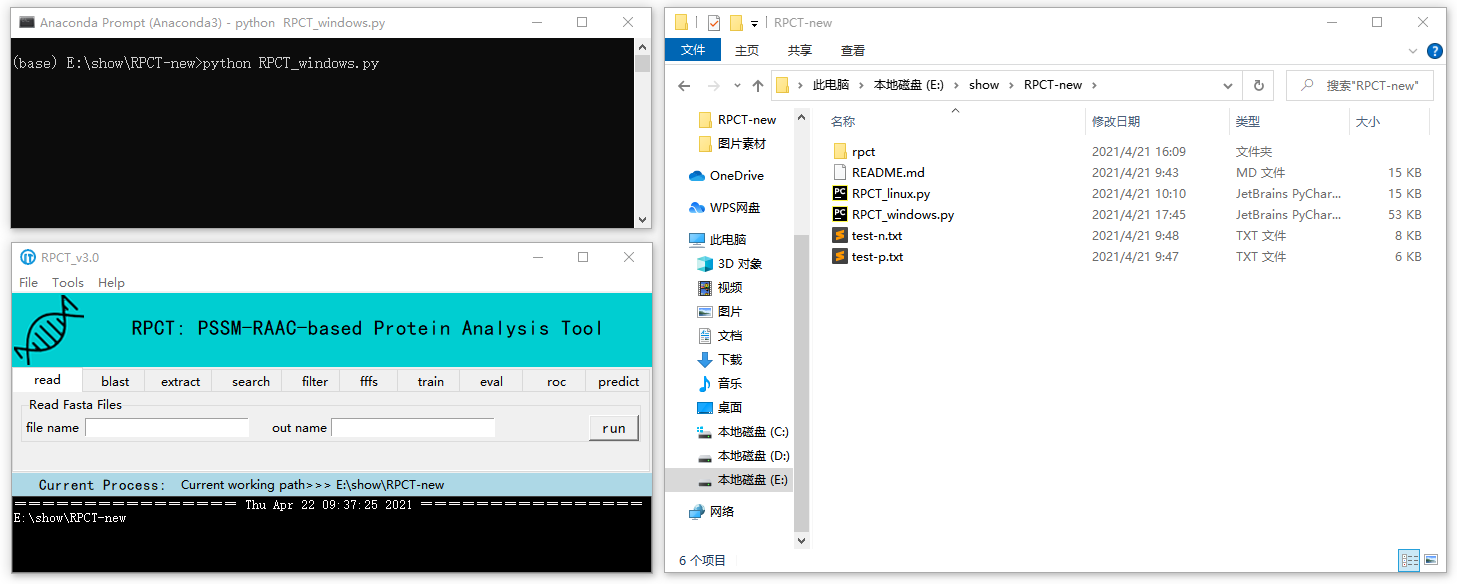 Anaconda Prompt (Anaconda3) - python  RPCT_windows.py
(base) E:\show\RPCT-new>python RPCT_windows.py
RPCT_v3.0
File Tools Help
RPCT: PSSM-RAAC-based Protein Analysis Tool
read blast extract search filter fffs train eval roc predict
Read Fasta Files
file name out name run
Current Process: Current working path>>> E:\show\RPCT-new
====================== Thu Apr 22 09:37:25 2021 ======================
E:\show\RPCT-new
RPCT-new
文件 主页 共享 查看
此电脑 > 本地磁盘 (E:) > show > RPCT-new >
搜索"RPCT-new"
RPCT-new
图片素材
OneDrive
WPS网盘
此电脑
3D 对象
视频
图片
文档
下载
音乐
桌面
本地磁盘 (C:)
本地磁盘 (D:)
本地磁盘 (E:)
网络
名称 修改日期 类型 大小
rpct 2021/4/21 16:09 文件夹
README.md 2021/4/21 9:43 MD 文件 15 KB
RPCT_linux.py 2021/4/21 10:10 JetBrains PyChar... 15 KB
RPCT_windows.py 2021/4/21 17:45 JetBrains PyChar... 53 KB
test-n.txt 2021/4/21 9:48 TXT 文件 8 KB
test-p.txt 2021/4/21 9:47 TXT 文件 6 KB
6 个项目